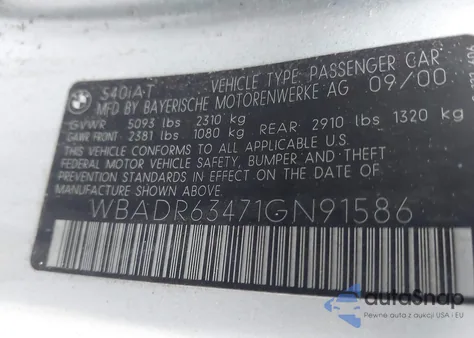 BMW
540iA-T VEHICLE TYPE: PASSENGER CAR
MFD BY BAYERISCHE MOTORENWERKE AG 09/00
GVWR 5093 lbs 2310 kg
GAWR FRONT: 2381 lbs 1080 kg REAR: 2910 lbs 1320 kg
THIS VEHICLE CONFORMS TO ALL APPLICABLE U.S.
FEDERAL MOTOR VEHICLE SAFETY, BUMPER AND THEFT
PREVENTION STANDARDS IN EFFECT ON THE DATE OF
MANUFACTURE SHOWN ABOVE.
WBADR63471GN91586
autoSnap
Pewne auta z aukcji USA i EU